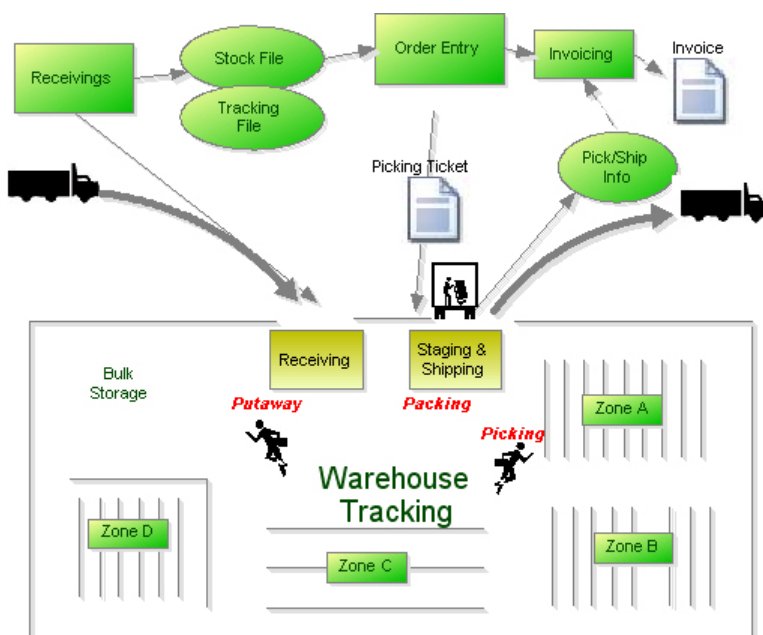 Receivings
Stock File
Tracking
File
Order Entry
Invoicing
Invoice
Picking Ticket
Pick/Ship
Info
Receiving
Staging &
Shipping
Bulk
Storage
Putaway
Packing
Picking
Zone A
Warehouse
Tracking
Zone D
Zone C
Zone B